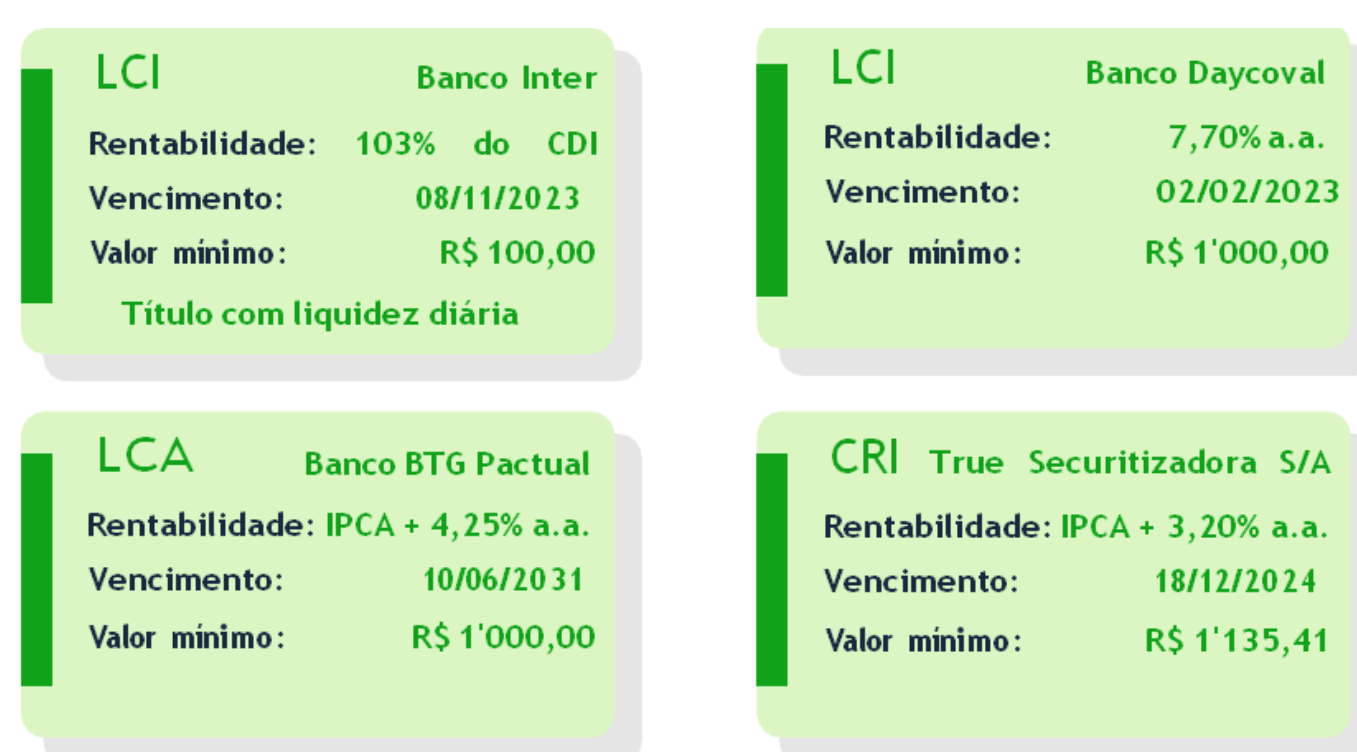 LCI Banco Inter
Rentabilidade: 103% do CDI
Vencimento: 08/11/2023
Valor mínimo: R$ 100,00
Título com liquidez diária
LCI Banco Daycoval
Rentabilidade: 7,70% a.a.
Vencimento: 02/02/2023
Valor mínimo: R$ 1'000,00
LCA Banco BTG Pactual
Rentabilidade: IPCA + 4,25% a.a.
Vencimento: 10/06/2031
Valor mínimo: R$ 1'000,00
CRI True Securitizadora S/A
Rentabilidade: IPCA + 3,20% a.a.
Vencimento: 18/12/2024
Valor mínimo: R$ 1'135,41